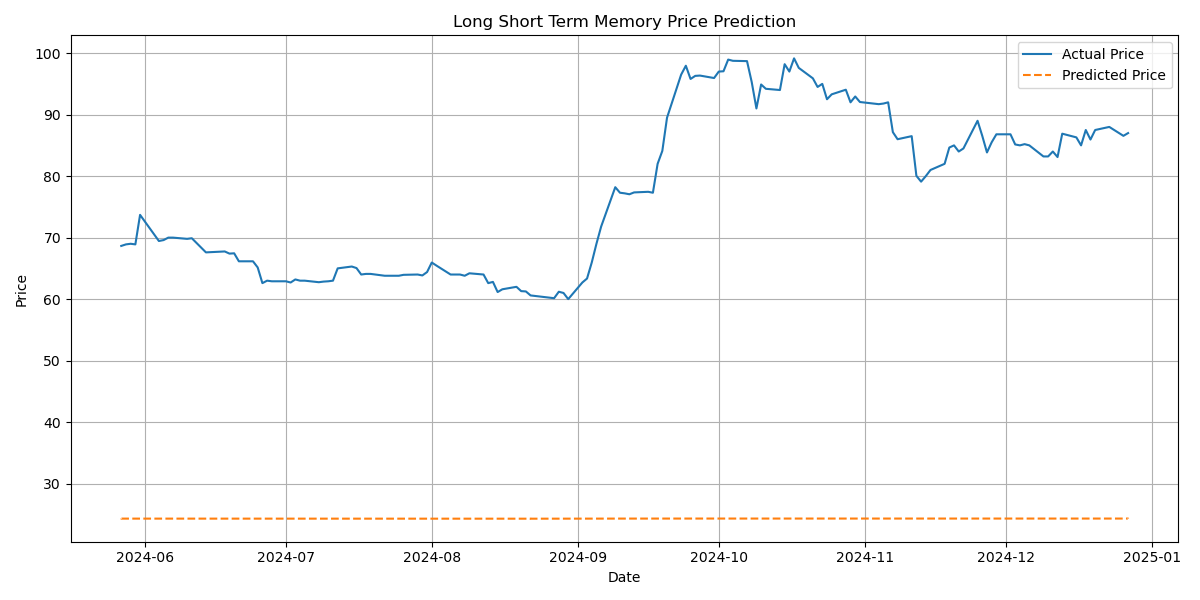 Long Short Term Memory Price Prediction
Actual Price
Predicted Price
Price
100
90
80
70
60
50
40
30
2024-06 2024-07 2024-08 2024-09 2024-10 2024-11 2024-12 2025-01
Date